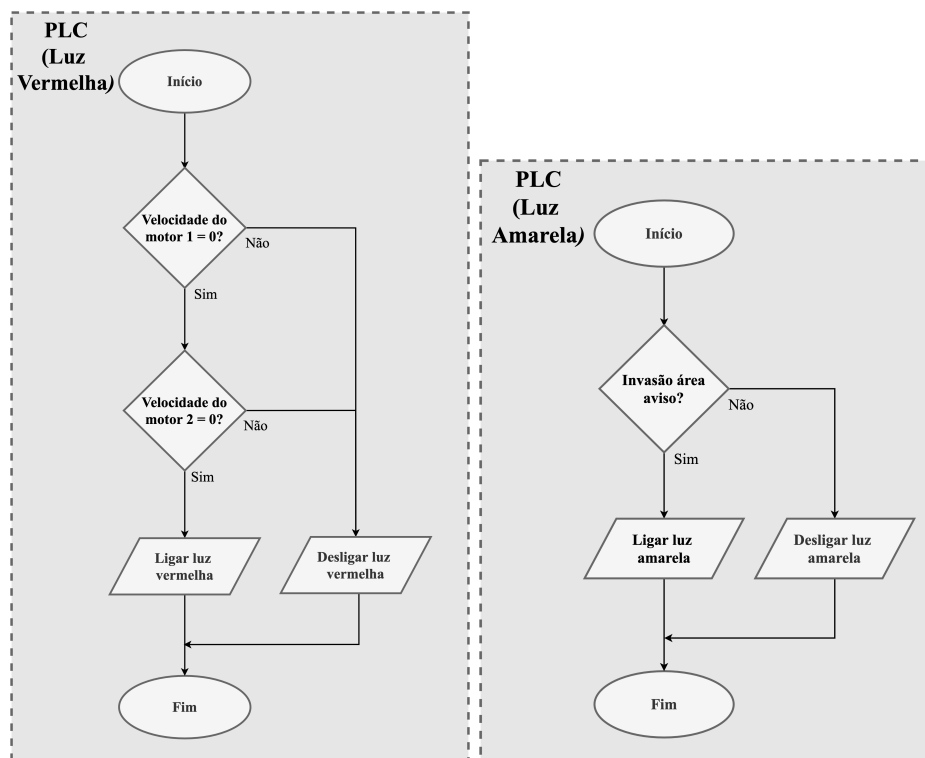 PLC
(Luz
Vermelha)
Início
Velocidade do
motor 1 = 0?
Não
Sim
Velocidade do
motor 2 = 0?
Não
Sim
Ligar luz
vermelha
Desligar luz
vermelha
Fim
PLC
(Luz
Amarela)
Início
Invasão área
aviso?
Não
Sim
Ligar luz
amarela
Desligar luz
amarela
Fim